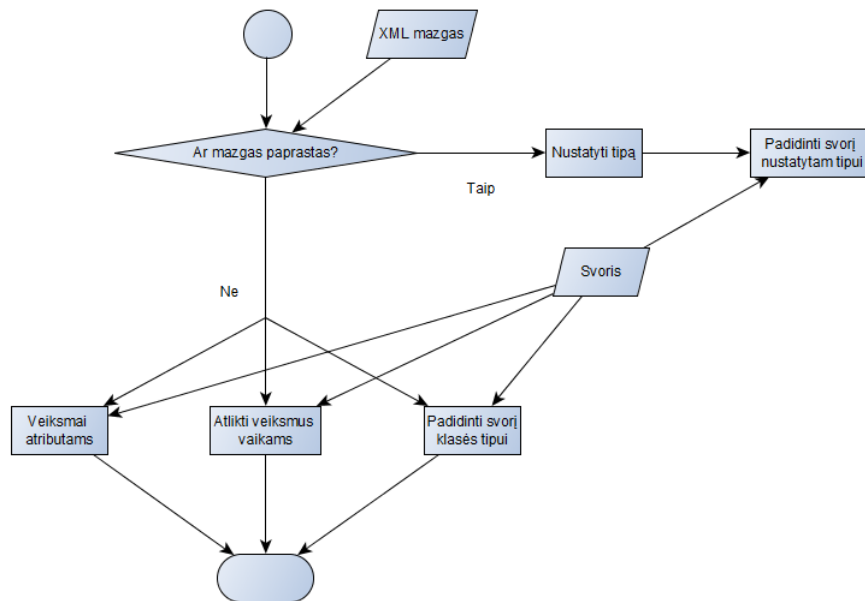 XML mazgas
Ar mazgas paprastas?
Nustatyti tipą
Padidinti svorį
nustatytam tipui
Taip
Svoris
Ne
Veiksmai
atributams
Atlikti veiksmus
vaikams
Padidinti svorį
klasės tipui